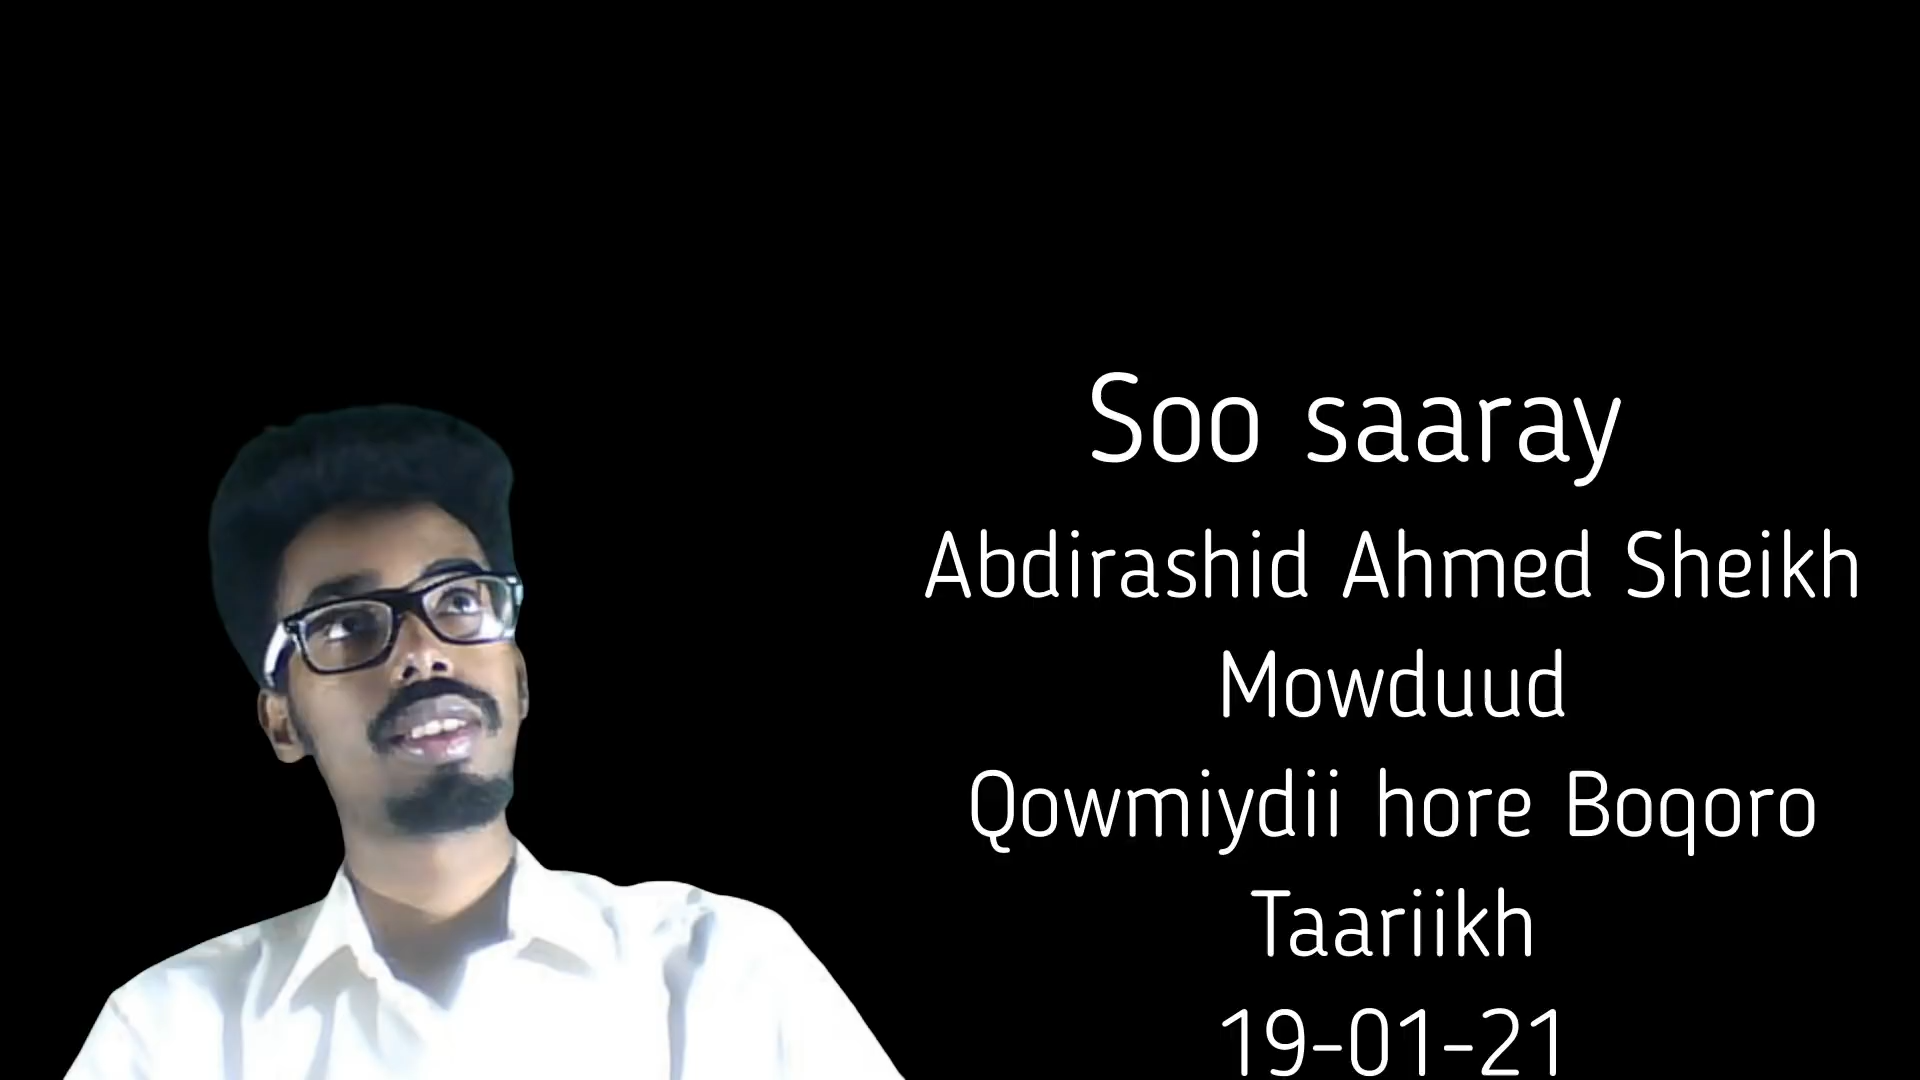 Soo saaray
Abdirashid Ahmed Sheikh
Mowduud
Qowmiydii hore Boqoro
Taariikh
19-01-21